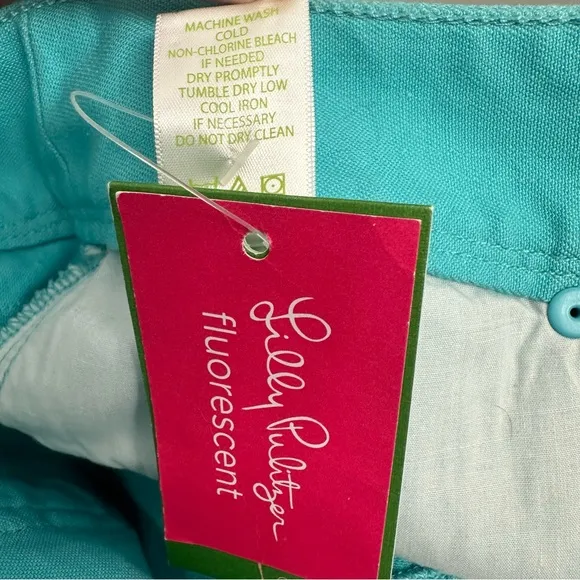 MACHINE WASH
COLD
NON-CHLORINE BLEACH
IF NEEDED
DRY PROMPTLY
TUMBLE DRY LOW
COOL IRON
IF NECESSARY
DO NOT DRY CLEAN
Lilly Pulitzer
fluorescent